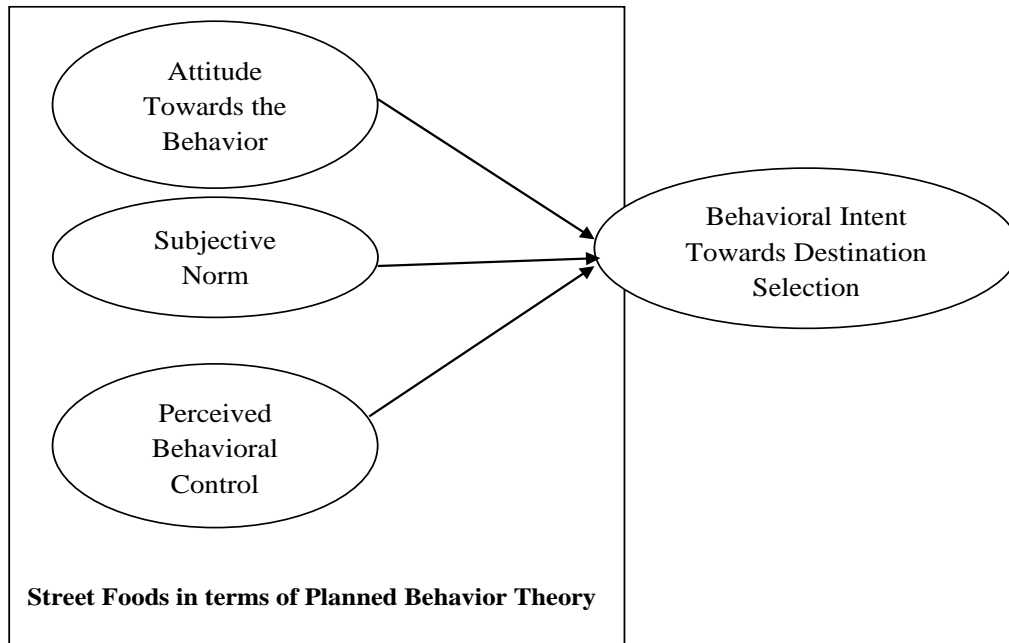 Attitude
Towards the
Behavior
Subjective
Norm
Perceived
Behavioral
Control
Behavioral Intent
Towards Destination
Selection
Street Foods in terms of Planned Behavior Theory